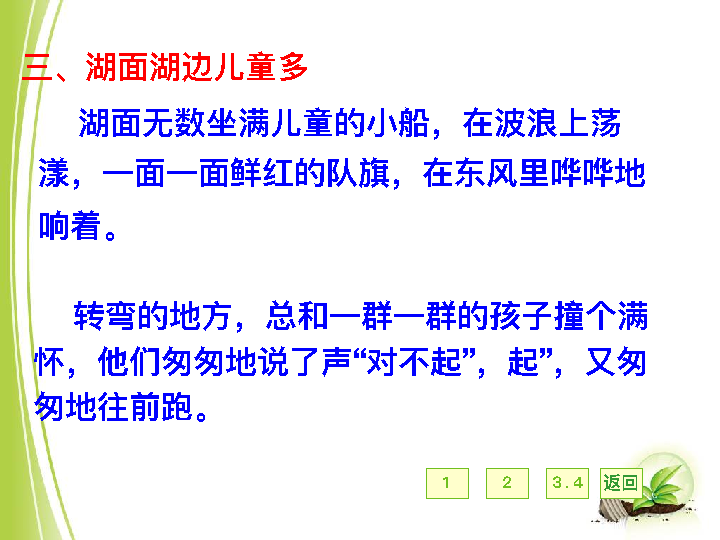 三、湖面湖边儿童多
湖面无数坐满儿童的小船，在波浪上荡
漾，一面一面鲜红的队旗，在东风里哗哗地
响着。
转弯的地方，总和一群一群的孩子撞个满
怀，他们匆匆地说了声“对不起”，起”，又匆
匆地往前跑。
1 2 3.4 返回